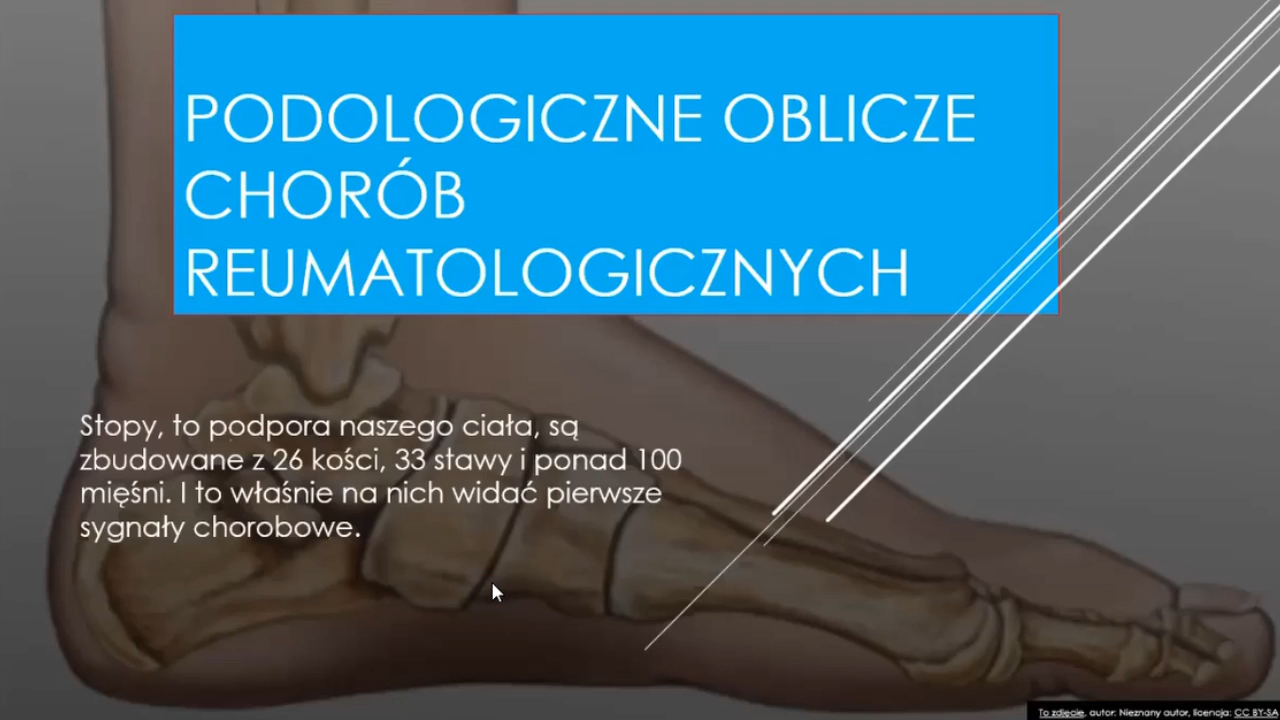 PODOLOGICZNE OBLICZE
CHORÓB
REUMATOLOGICZNYCH
Stopy, to podpora naszego ciała, są
zbudowane z 26 kości, 33 stawy i ponad 100
mięśni. I to właśnie na nich widać pierwsze
sygnały chorobowe.
To zdjęcie, autor: Nieznany autor, licencja: CC BY-SA